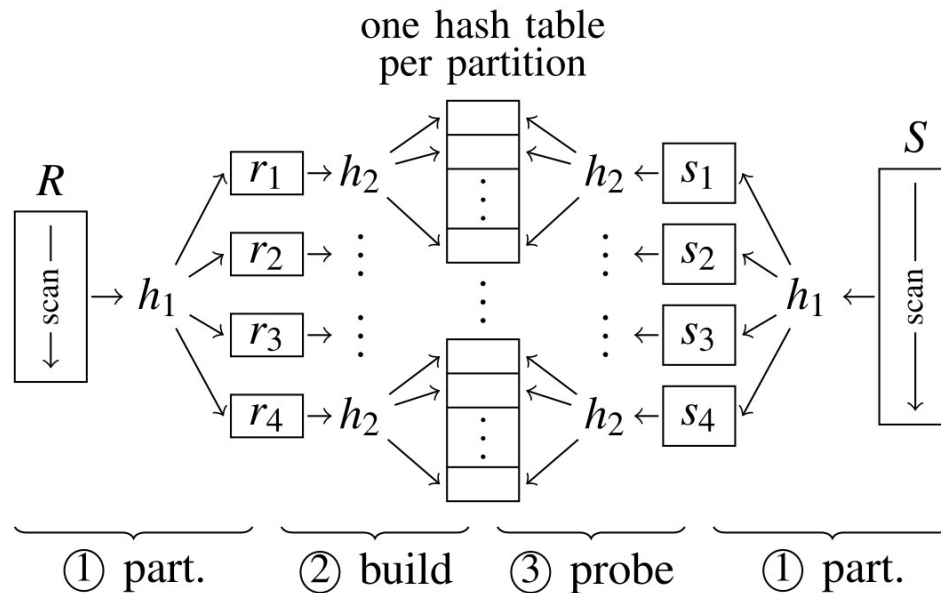 one hash table
per partition
R
S
scan
h₁
r₁
r₂
r₃
r₄
h₂
⋮
h₂
⋮
⋮
⋮
h₂
⋮
h₂
s₁
s₂
s₃
s₄
h₁
scan
① part.
② build
③ probe
① part.